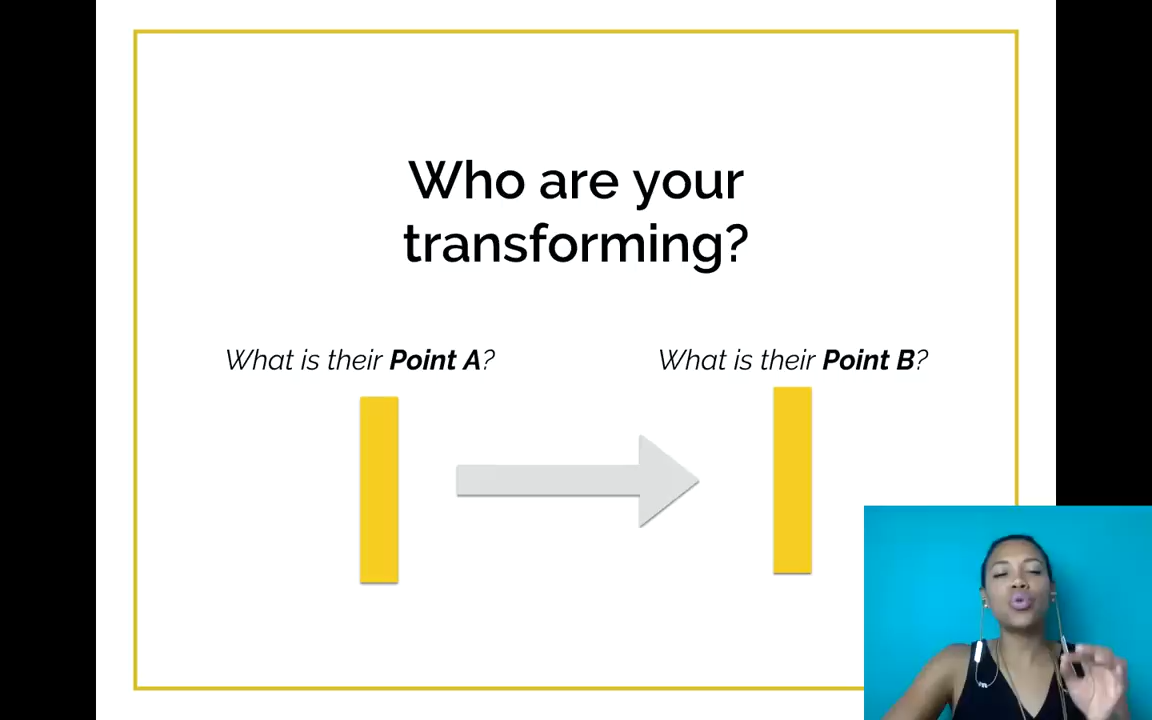 Who are your
transforming?
What is their Point A?
What is their Point B?